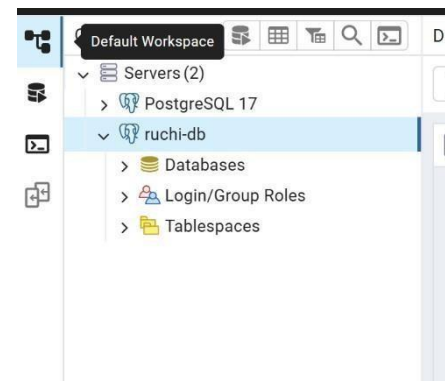 Default Workspace
D
Servers (2)
PostgreSQL 17
ruchi-db
Databases
Login/Group Roles
Tablespaces